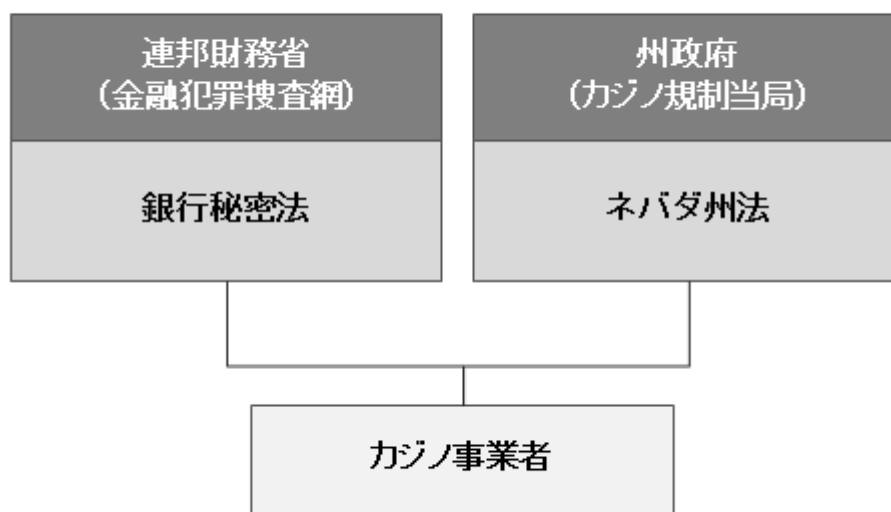 連邦財務省
（金融犯罪捜査網）
銀行秘密法
州政府
（カジノ規制当局）
ネバダ州法
カジノ事業者